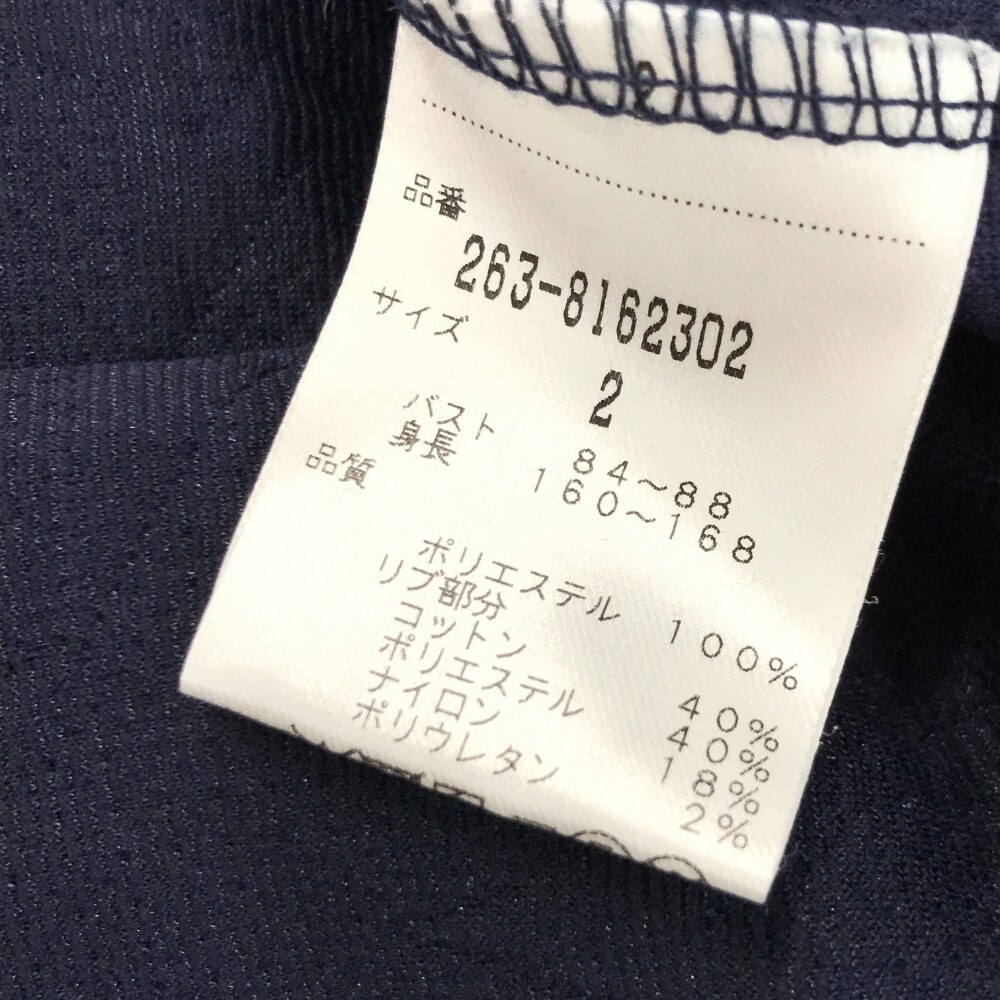 2
品番
263-8162302
サイズ
2
バスト 84~88
身長 160~168
品質
ポリエステル 100%
リブ部分
コットン 40%
ポリエステル 40%
ナイロン 18%
ポリウレタン 2%